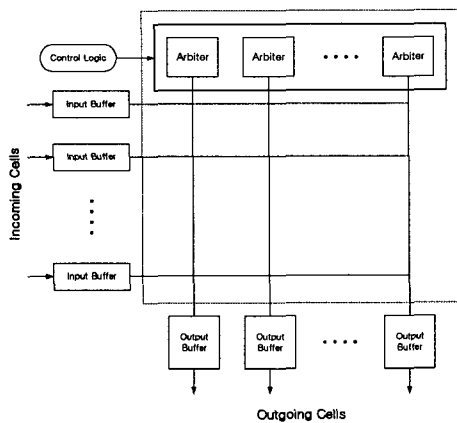 Arbiter
Arbiter
Arbiter
Control Logic
Input Buffer
Input Buffer
Input Buffer
Incoming Cells
Output
Buffer
Output
Buffer
Output
Buffer
Outgoing Cells